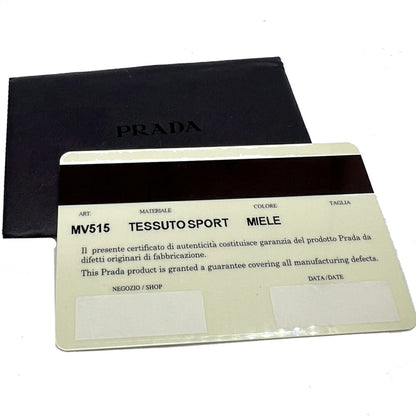 PRADA
ART. MATERIALE COLORE TAGLIA
MV515 TESSUTO SPORT MIELE
Il presente certificato di autenticità costituisce garanzia del prodotto Prada da
difetti originari di fabbricazione.
This Prada product is granted a guarantee covering all manufacturing defects.
NEGOZIO / SHOP DATA / DATE